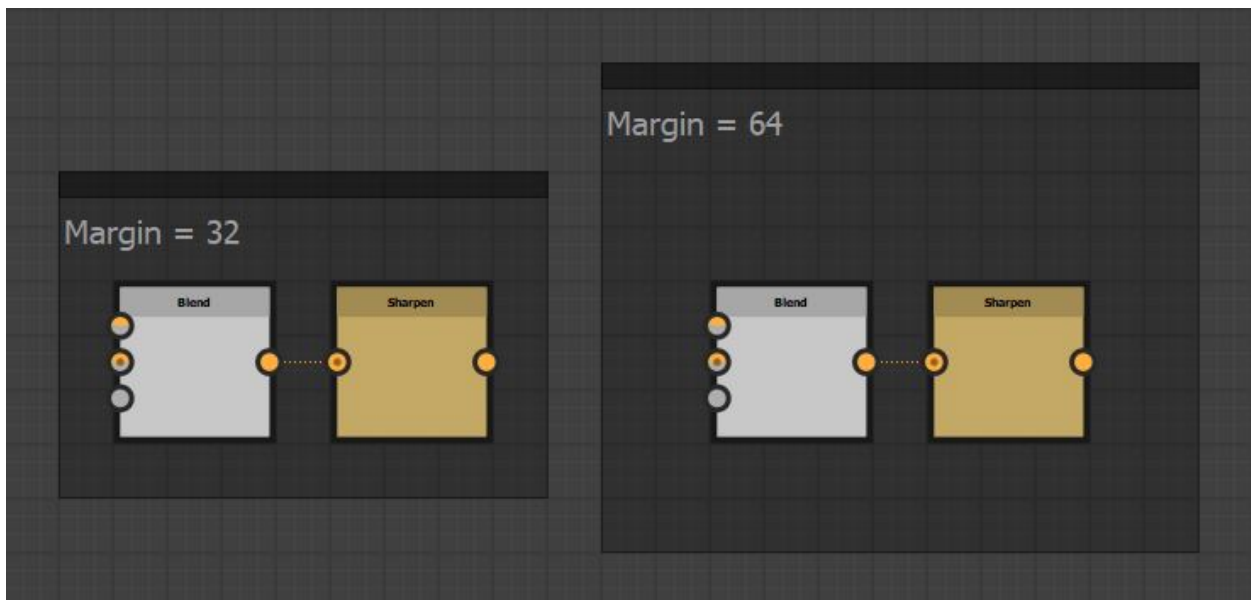 Margin = 32
Blend
Sharpen
Margin = 64
Blend
Sharpen